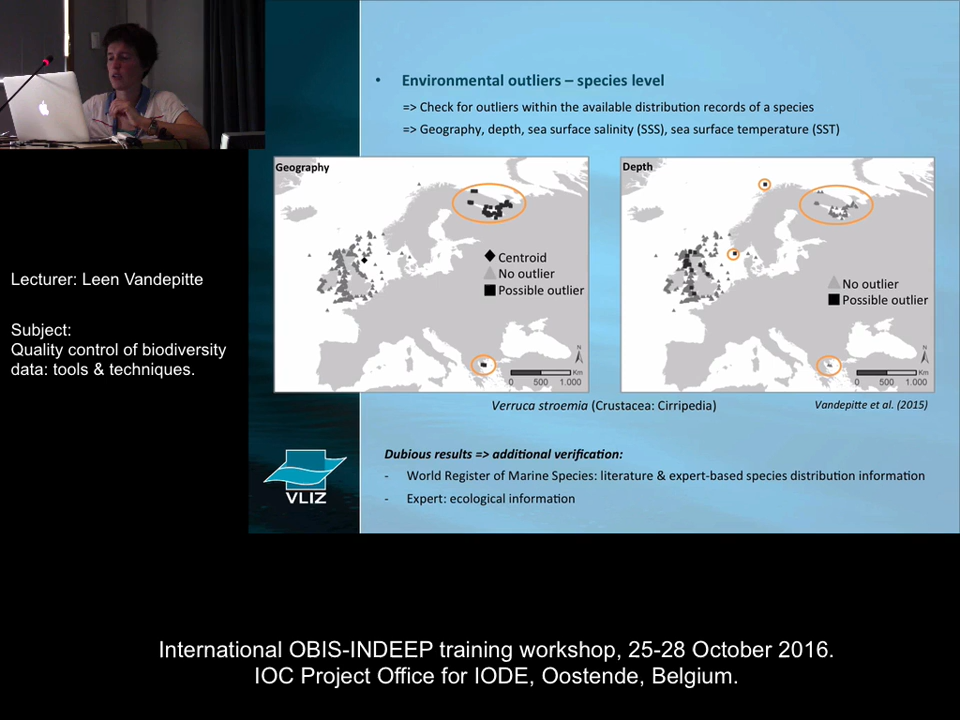 • Environmental outliers – species level
=> Check for outliers within the available distribution records of a species
=> Geography, depth, sea surface salinity (SSS), sea surface temperature (SST)
Geography
Centroid
No outlier
Possible outlier
N
Km
0 500 1.000
Depth
No outlier
Possible outlier
N
Km
0 500 1.000
Verruca stroemia (Crustacea: Cirripedia)
Vandepitte et al. (2015)
Dubious results => additional verification:
- World Register of Marine Species: literature & expert-based species distribution information
- Expert: ecological information
VLIZ
Lecturer: Leen Vandepitte
Subject:
Quality control of biodiversity
data: tools & techniques.
International OBIS-INDEEP training workshop, 25-28 October 2016.
IOC Project Office for IODE, Oostende, Belgium.